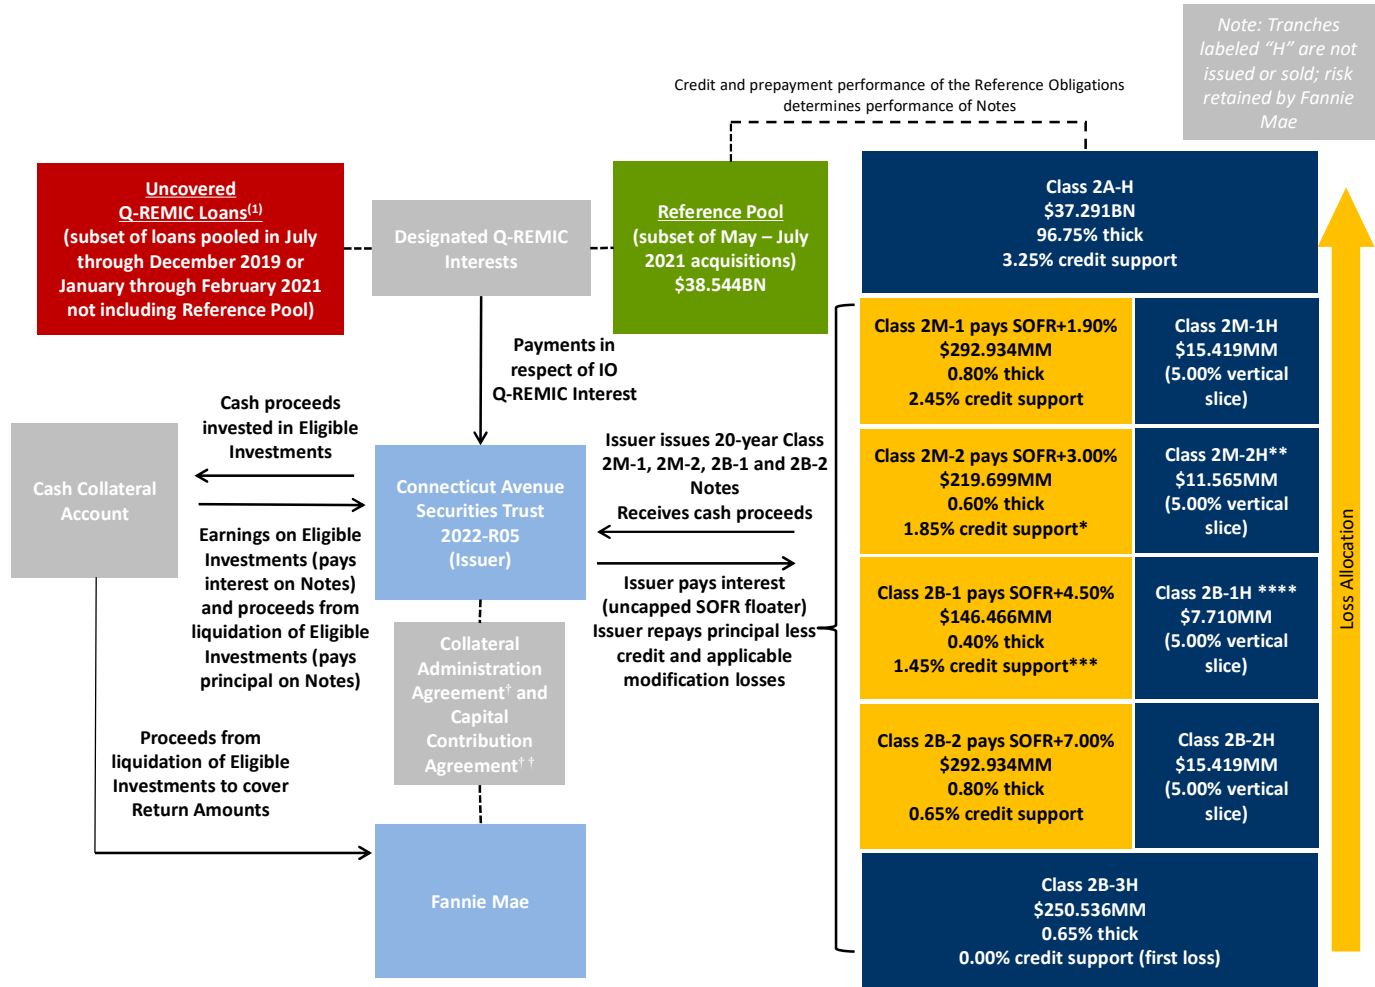 Note: Tranches
labeled “H” are not
issued or sold; risk
retained by Fannie
Mae
Credit and prepayment performance of the Reference Obligations
determines performance of Notes
Uncovered
Q-REMIC Loans(1)
(subset of loans pooled in July
through December 2019 or
January through February 2021
not including Reference Pool)
Designated Q-REMIC
Interests
Reference Pool
(subset of May – July
2021 acquisitions)
$38.544BN
Class 2A-H
$37.291BN
96.75% thick
3.25% credit support
Payments in
respect of IO
Q-REMIC Interest
Class 2M-1 pays SOFR+1.90%
$292.934MM
0.80% thick
2.45% credit support
Class 2M-1H
$15.419MM
(5.00% vertical
slice)
Cash Collateral
Account
Cash proceeds
invested in Eligible
Investments
Earnings on Eligible
Investments (pays
interest on Notes)
and proceeds from
liquidation of Eligible
Investments (pays
principal on Notes)
Connecticut Avenue
Securities Trust
2022-R05
(Issuer)
Issuer issues 20-year Class
2M-1, 2M-2, 2B-1 and 2B-2
Notes
Receives cash proceeds
Issuer pays interest
(uncapped SOFR floater)
Issuer repays principal less
credit and applicable
modification losses
Class 2M-2 pays SOFR+3.00%
$219.699MM
0.60% thick
1.85% credit support*
Class 2M-2H**
$11.565MM
(5.00% vertical
slice)
Class 2B-1 pays SOFR+4.50%
$146.466MM
0.40% thick
1.45% credit support***
Class 2B-1H ****
$7.710MM
(5.00% vertical
slice)
Loss Allocation
Collateral
Administration
Agreement† and
Capital
Contribution
Agreement† †
Proceeds from
liquidation of Eligible
Investments to cover
Return Amounts
Class 2B-2 pays SOFR+7.00%
$292.934MM
0.80% thick
0.65% credit support
Class 2B-2H
$15.419MM
(5.00% vertical
slice)
Fannie Mae
Class 2B-3H
$250.536MM
0.65% thick
0.00% credit support (first loss)